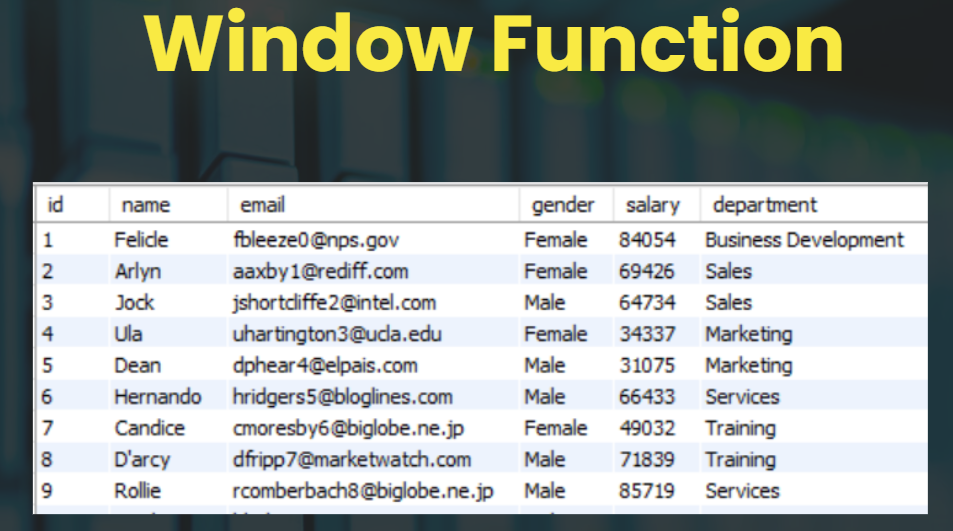 Window Function
id name email gender salary department
1 Felicle fbleeze0@nps.gov Female 84054 Business Development
2 Arlyn aaxby1@rediff.com Female 69426 Sales
3 Jock jshortcliffe2@intel.com Male 64734 Sales
4 Ula uhartington3@ucla.edu Female 34337 Marketing
5 Dean dphear4@elpais.com Male 31075 Marketing
6 Hernando hridgers5@bloglines.com Male 66433 Services
7 Candice cmoresby6@biglobe.ne.jp Female 49032 Training
8 D'arcy dfripp7@marketwatch.com Male 71839 Training
9 Rollie rcomberbach8@biglobe.ne.jp Male 85719 Services